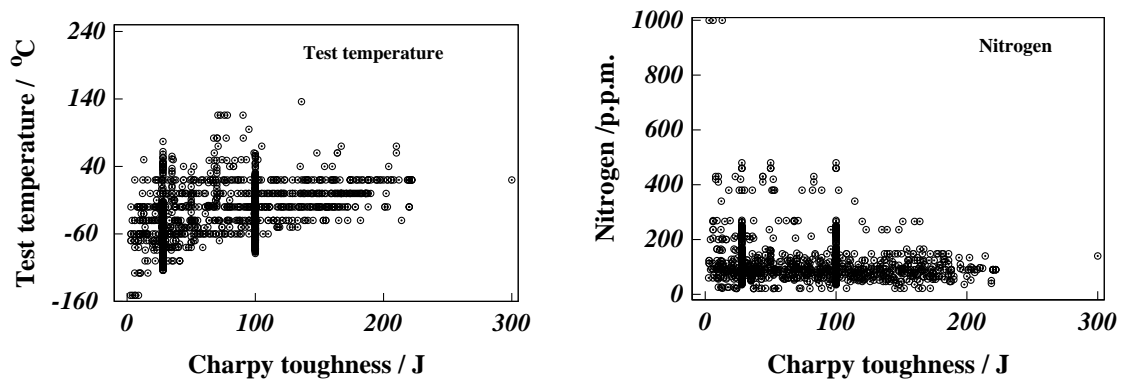 240
140
40
-60
-160
Test temperature / ⁰C
Test temperature
0 100 200 300
Charpy toughness / J
1000
800
600
400
200
0
Nitrogen /p.p.m.
Nitrogen
0 100 200 300
Charpy toughness / J